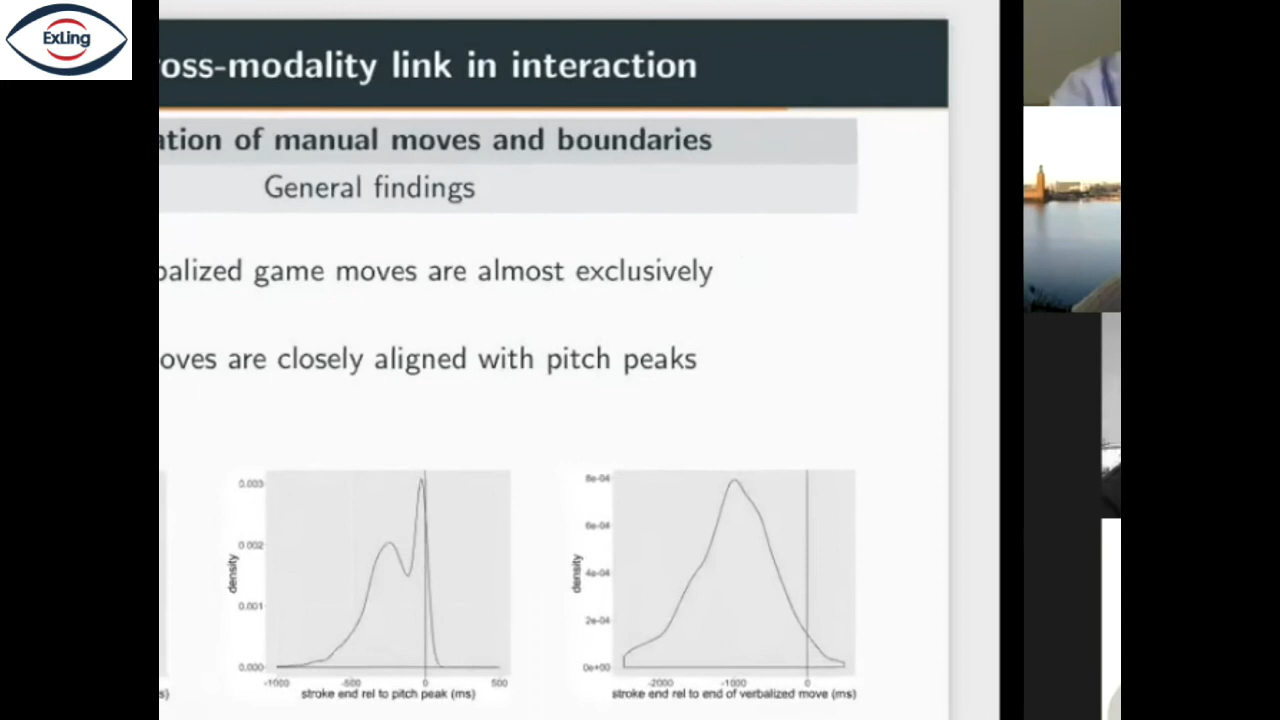 ExLing
oss-modality link in interaction
ation of manual moves and boundaries
General findings
balized game moves are almost exclusively
oves are closely aligned with pitch peaks
0.003
0.002
0.001
0.000
density
-1000 -500 0 500
s)
stroke end rel to pitch peak (ms)
8e-04
6e-04
4e-04
2e-04
0e+00
density
-2000 -1000 0
stroke end rel to end of verbalized move (ms)